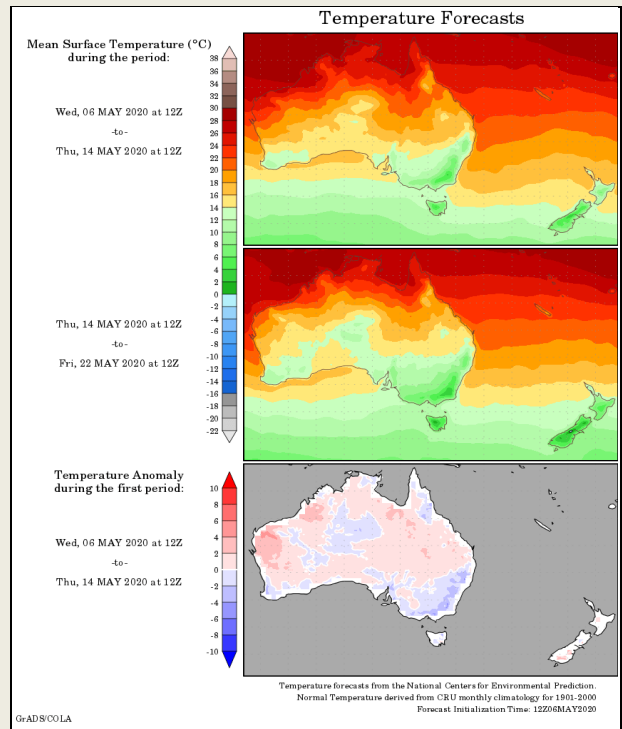 Temperature Forecasts
Mean Surface Temperature (°C)
during the period:
Wed, 06 MAY 2020 at 12Z
-to-
Thu, 14 MAY 2020 at 12Z
Thu, 14 MAY 2020 at 12Z
-to-
Fri, 22 MAY 2020 at 12Z
38
36
34
32
30
28
26
24
22
20
18
16
14
12
10
8
6
4
2
0
-2
-4
-6
-8
-10
-12
-14
-16
-18
-20
-22
Temperature Anomaly
during the first period:
Wed, 06 MAY 2020 at 12Z
-to-
Thu, 14 MAY 2020 at 12Z
10
8
6
4
2
0
-2
-4
-6
-8
-10
Temperature forecasts from the National Centers for Environmental Prediction.
Normal Temperature derived from CRU monthly climatology for 1901-2000
Forecast Initialization Time: 12Z06MAY2020
GrADS/COLA